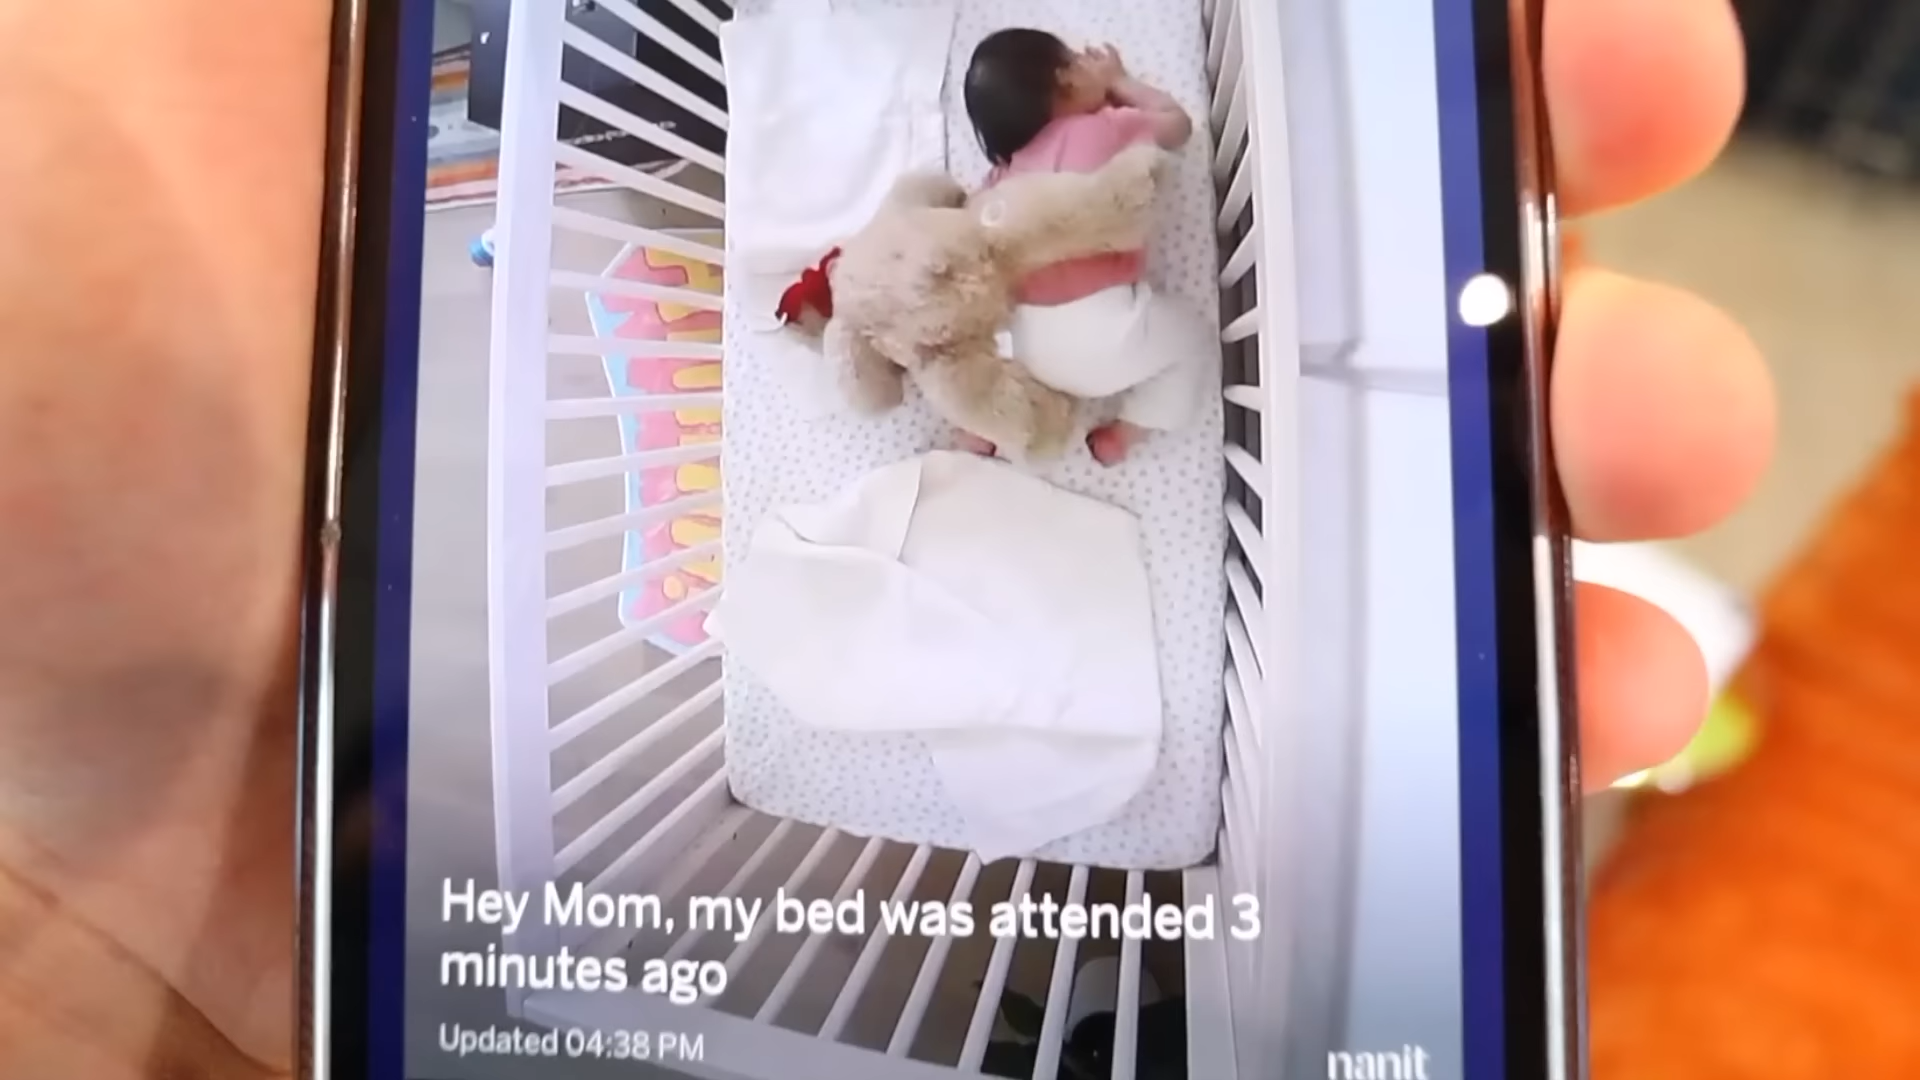 Hey Mom, my bed was attended 3
minutes ago
Updated 04:38 PM
nanit